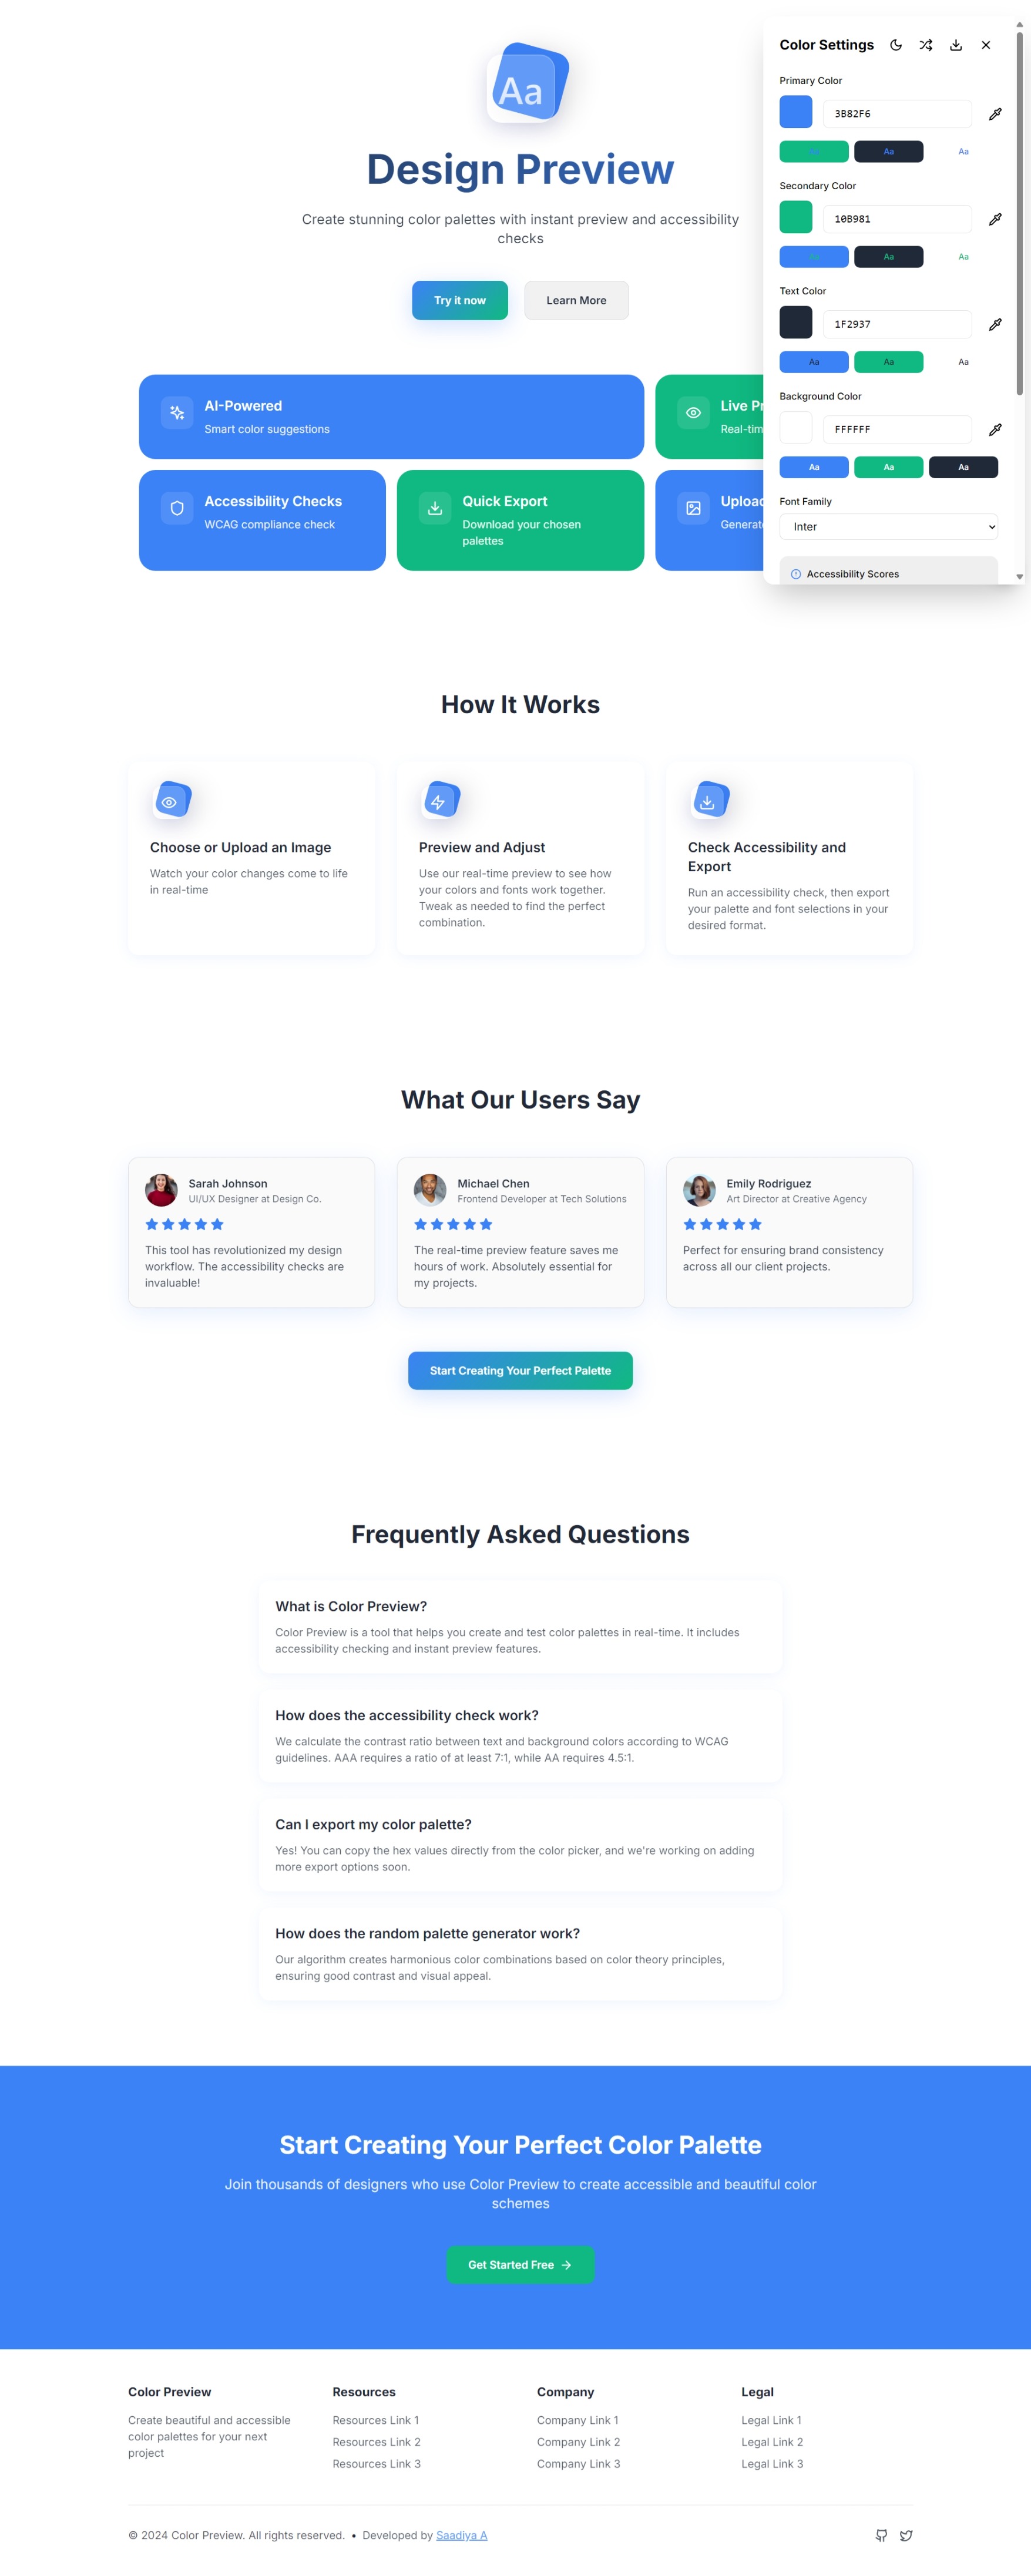 Aa
Design Preview
Create stunning color palettes with instant preview and accessibility
checks
Try it now
Learn More
AI-Powered
Smart color suggestions
Live Pr
Real-tim
Accessibility Checks
WCAG compliance check
Quick Export
Download your chosen
palettes
Upload
Generat
Color Settings
Primary Color
3B82F6
Aa Aa Aa
Secondary Color
10B981
Aa Aa Aa
Text Color
1F2937
Aa Aa Aa
Background Color
FFFFFF
Aa Aa Aa
Font Family
Inter
Accessibility Scores
How It Works
Choose or Upload an Image
Watch your color changes come to life
in real-time
Preview and Adjust
Use our real-time preview to see how
your colors and fonts work together.
Tweak as needed to find the perfect
combination.
Check Accessibility and
Export
Run an accessibility check, then export
your palette and font selections in your
desired format.
What Our Users Say
Sarah Johnson
UI/UX Designer at Design Co.
This tool has revolutionized my design
workflow. The accessibility checks are
invaluable!
Michael Chen
Frontend Developer at Tech Solutions
The real-time preview feature saves me
hours of work. Absolutely essential for
my projects.
Emily Rodriguez
Art Director at Creative Agency
Perfect for ensuring brand consistency
across all our client projects.
Start Creating Your Perfect Palette
Frequently Asked Questions
What is Color Preview?
Color Preview is a tool that helps you create and test color palettes in real-time. It includes
accessibility checking and instant preview features.
How does the accessibility check work?
We calculate the contrast ratio between text and background colors according to WCAG
guidelines. AAA requires a ratio of at least 7:1, while AA requires 4.5:1.
Can I export my color palette?
Yes! You can copy the hex values directly from the color picker, and we're working on adding
more export options soon.
How does the random palette generator work?
Our algorithm creates harmonious color combinations based on color theory principles,
ensuring good contrast and visual appeal.
Start Creating Your Perfect Color Palette
Join thousands of designers who use Color Preview to create accessible and beautiful color
schemes
Get Started Free
Color Preview
Create beautiful and accessible
color palettes for your next
project
Resources
Resources Link 1
Resources Link 2
Resources Link 3
Company
Company Link 1
Company Link 2
Company Link 3
Legal
Legal Link 1
Legal Link 2
Legal Link 3
© 2024 Color Preview. All rights reserved. • Developed by Saadiya A